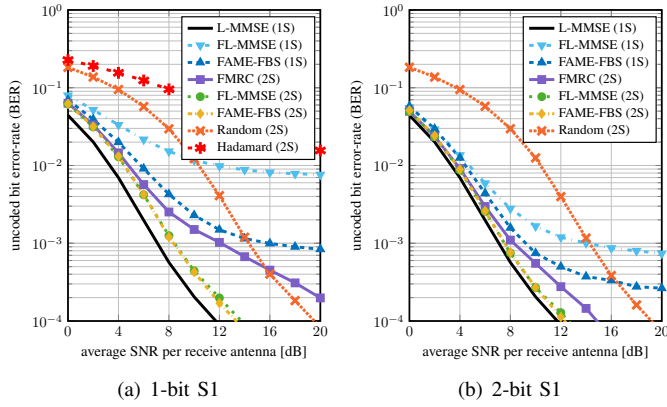 uncoded bit error-rate (BER)
10⁰
10⁻¹
10⁻²
10⁻³
10⁻⁴
L-MMSE (1S)
FL-MMSE (1S)
FAME-FBS (1S)
FMRC (2S)
FL-MMSE (2S)
FAME-FBS (2S)
Random (2S)
Hadamard (2S)
0 4 8 12 16 20
average SNR per receive antenna [dB]
(a) 1-bit S1
uncoded bit error-rate (BER)
10⁰
10⁻¹
10⁻²
10⁻³
10⁻⁴
L-MMSE (1S)
FL-MMSE (1S)
FAME-FBS (1S)
FMRC (2S)
FL-MMSE (2S)
FAME-FBS (2S)
Random (2S)
0 4 8 12 16 20
average SNR per receive antenna [dB]
(b) 2-bit S1